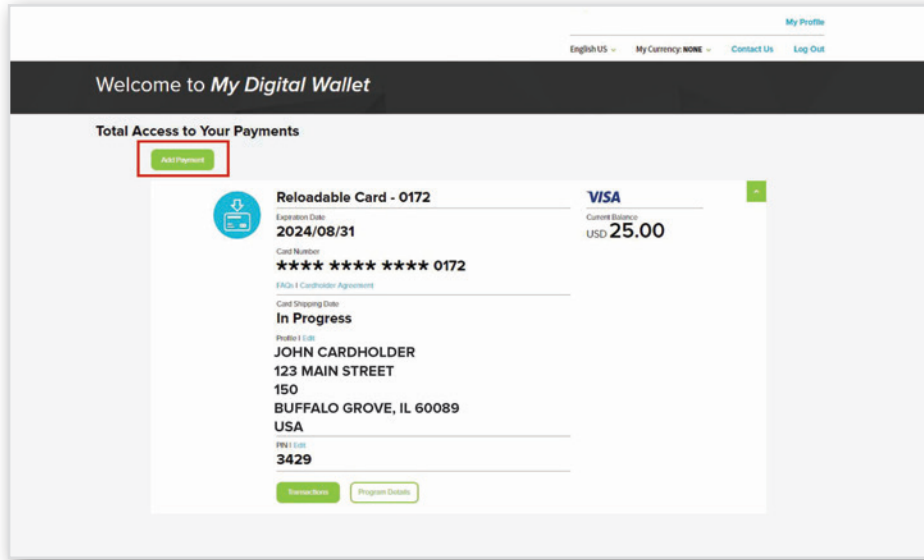 My Profile
English US My Currency: NONE Contact Us Log Out
Welcome to My Digital Wallet
Total Access to Your Payments
Add Payment
Reloadable Card - 0172
VISA
Expiration Date
2024/08/31
Current Balance
USD 25.00
Card Number
**** **** **** 0172
FAQs | Cardholder Agreement
Card Shipping Date
In Progress
Profile | Edit
JOHN CARDHOLDER
123 MAIN STREET
150
BUFFALO GROVE, IL 60089
USA
PIN | Edit
3429
Transactions Program Details